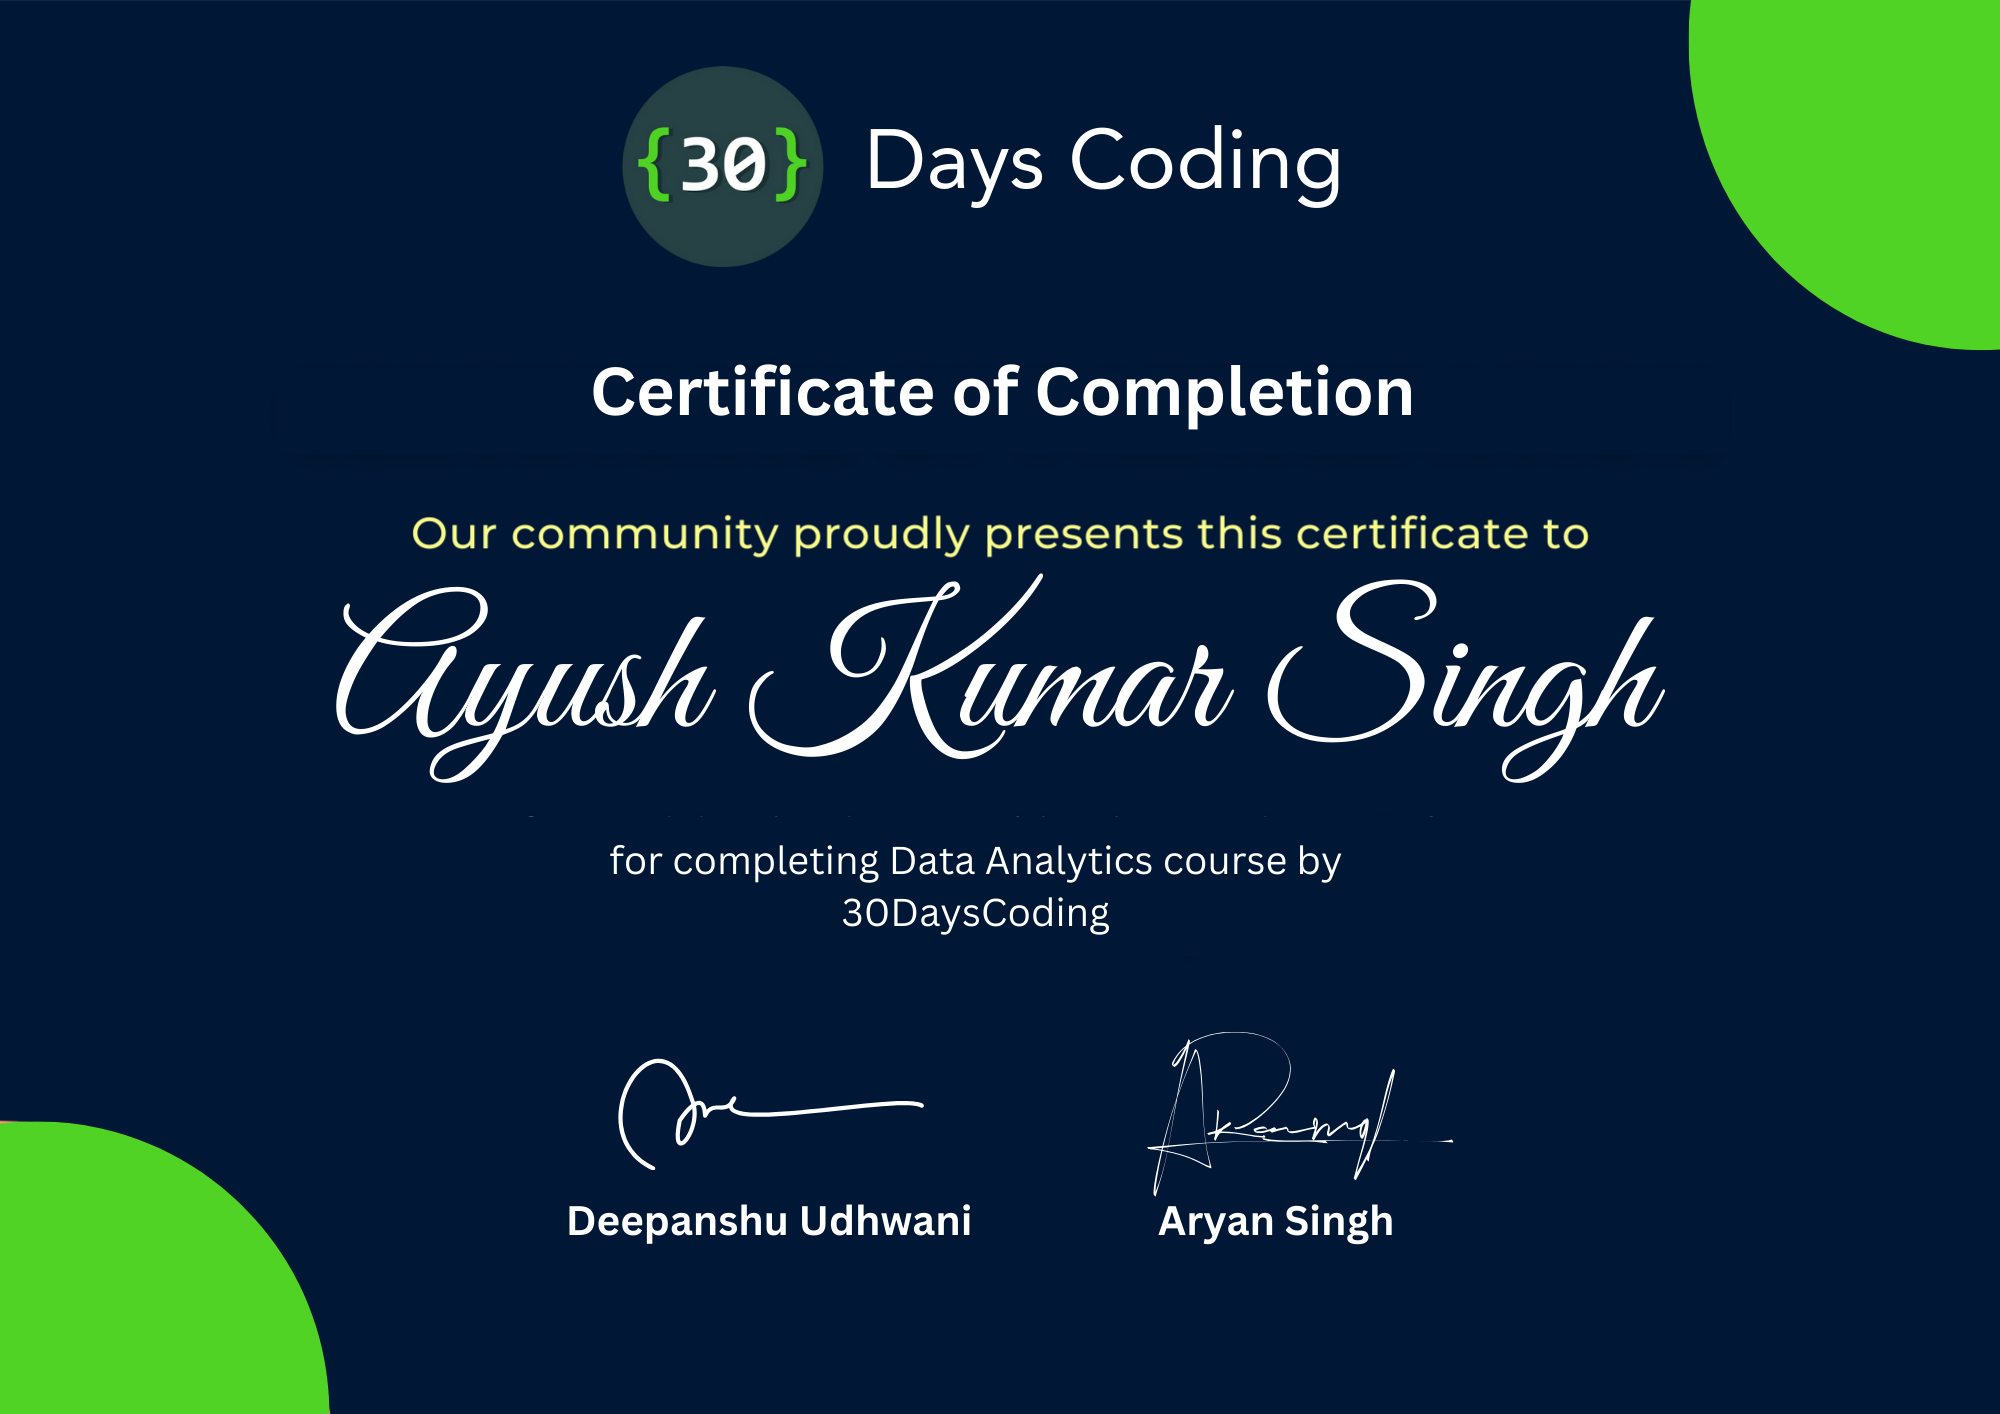 {30} Days Coding
Certificate of Completion
Our community proudly presents this certificate to
Ayush Kumar Singh
for completing Data Analytics course by
30DaysCoding
Deepanshu Udhwani Aryan Singh